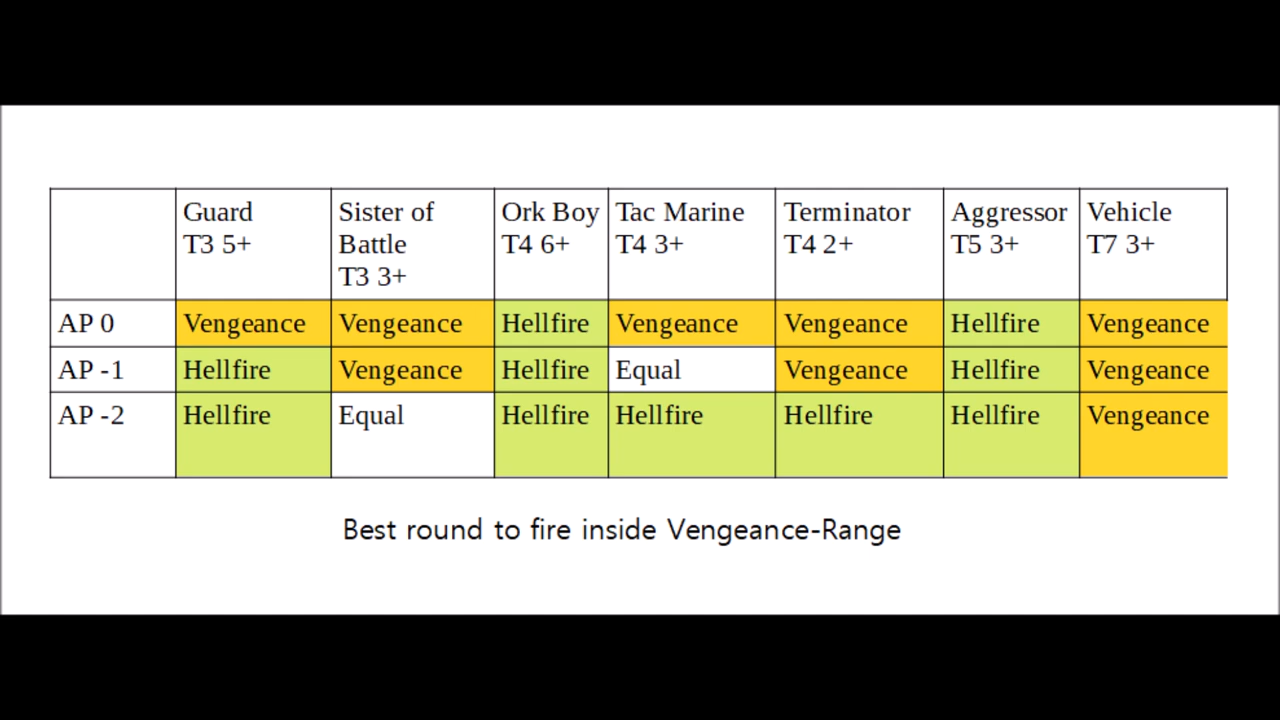 Guard Sister of Ork Boy Tac Marine Terminator Aggressor Vehicle
T3 5+ Battle T4 6+ T4 3+ T4 2+ T5 3+ T7 3+
T3 3+
AP 0 Vengeance Vengeance Hellfire Vengeance Vengeance Hellfire Vengeance
AP -1 Hellfire Vengeance Hellfire Equal Vengeance Hellfire Vengeance
AP -2 Hellfire Equal Hellfire Hellfire Hellfire Hellfire Vengeance
Best round to fire inside Vengeance-Range